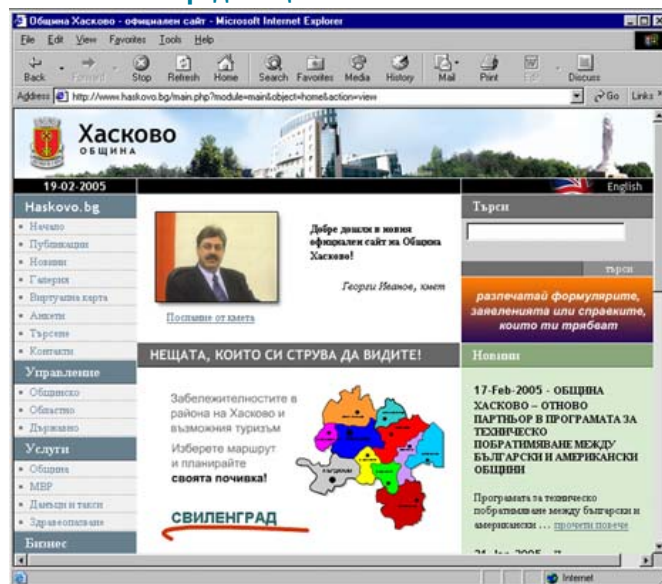 Община Хасково - официален сайт - Microsoft Internet Explorer
File Edit View Favorites Tools Help
Back Forward Stop Refresh Home Search Favorites Media History Mail Print Edit Discuss
Address http://www.haskovo.bg/main.php?module=main&object=home&action=view Go Links
Хасково
ОБЩИНА
19-02-2005
English
Haskovo.bg
Начало
Публикации
Новини
Галерия
Виртуална карта
Анкети
Търсене
Контакти
Управление
Общинско
Областно
Държавно
Услуги
Община
МВР
Данъци и такси
Здравеопазване
Бизнес
Добре дошли в новия
официален сайт на Община
Хасково!
Георги Иванов, кмет
Послание от кмета
НЕЩАТА, КОИТО СИ СТРУВА ДА ВИДИТЕ!
Забележителностите в
района на Хасково и
възможния туризъм
Изберете маршрут
и планирайте
своята почивка!
СВИЛЕНГРАД
Търси
търси
разпечатай формулярите,
заявленията или справките,
които ти трябват
Новини
17-Feb-2005 - ОБЩИНА
ХАСКОВО – ОТНОВО
ПАРТНЬОР В ПРОГРАМАТА ЗА
ТЕХНИЧЕСКО
ПОБРАТИМЯВАНЕ МЕЖДУ
БЪЛГАРСКИ И АМЕРИКАНСКИ
ОБЩИНИ
Програмата за техническо
побратимяване между български и
американски ... прочети повече
Internet